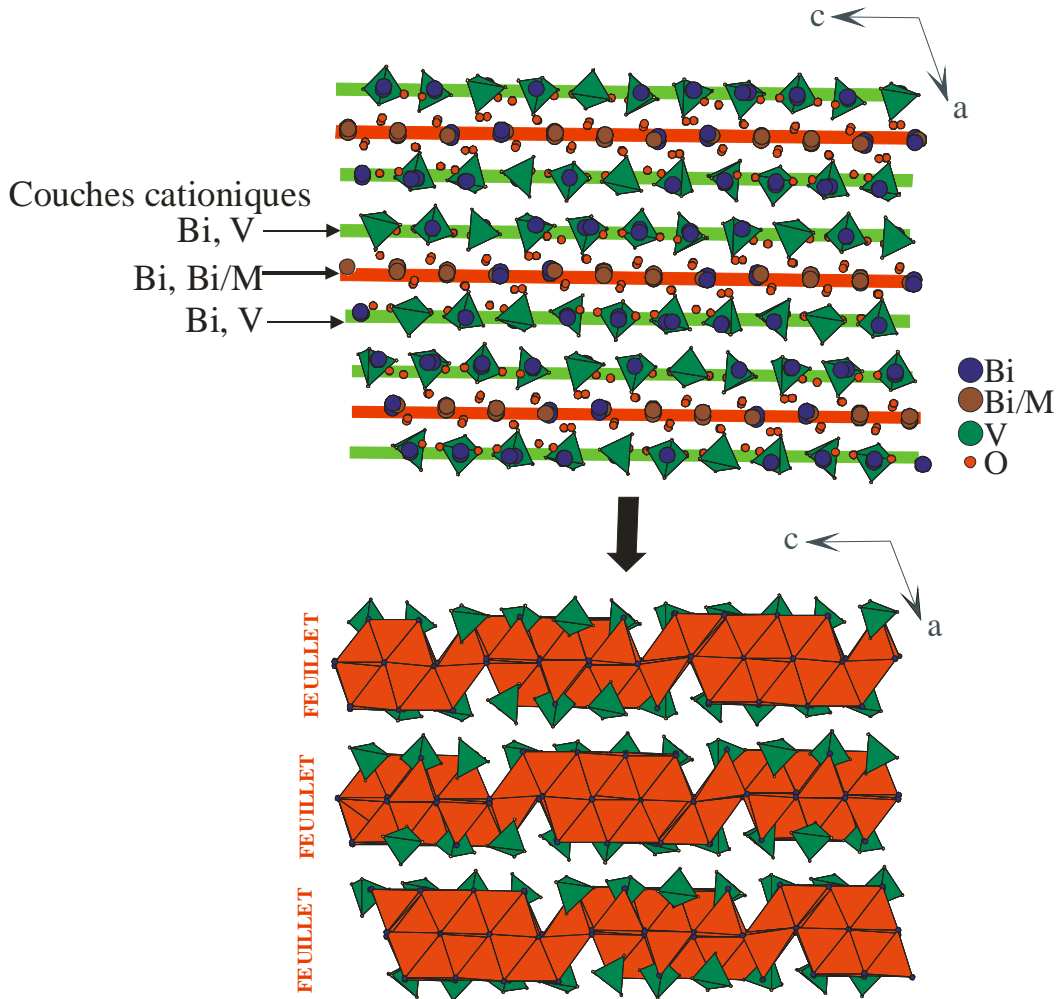 c
a
Couches cationiques
Bi, V
Bi, Bi/M
Bi, V
Bi
Bi/M
V
O
c
a
FEUILLET
FEUILLET
FEUILLET